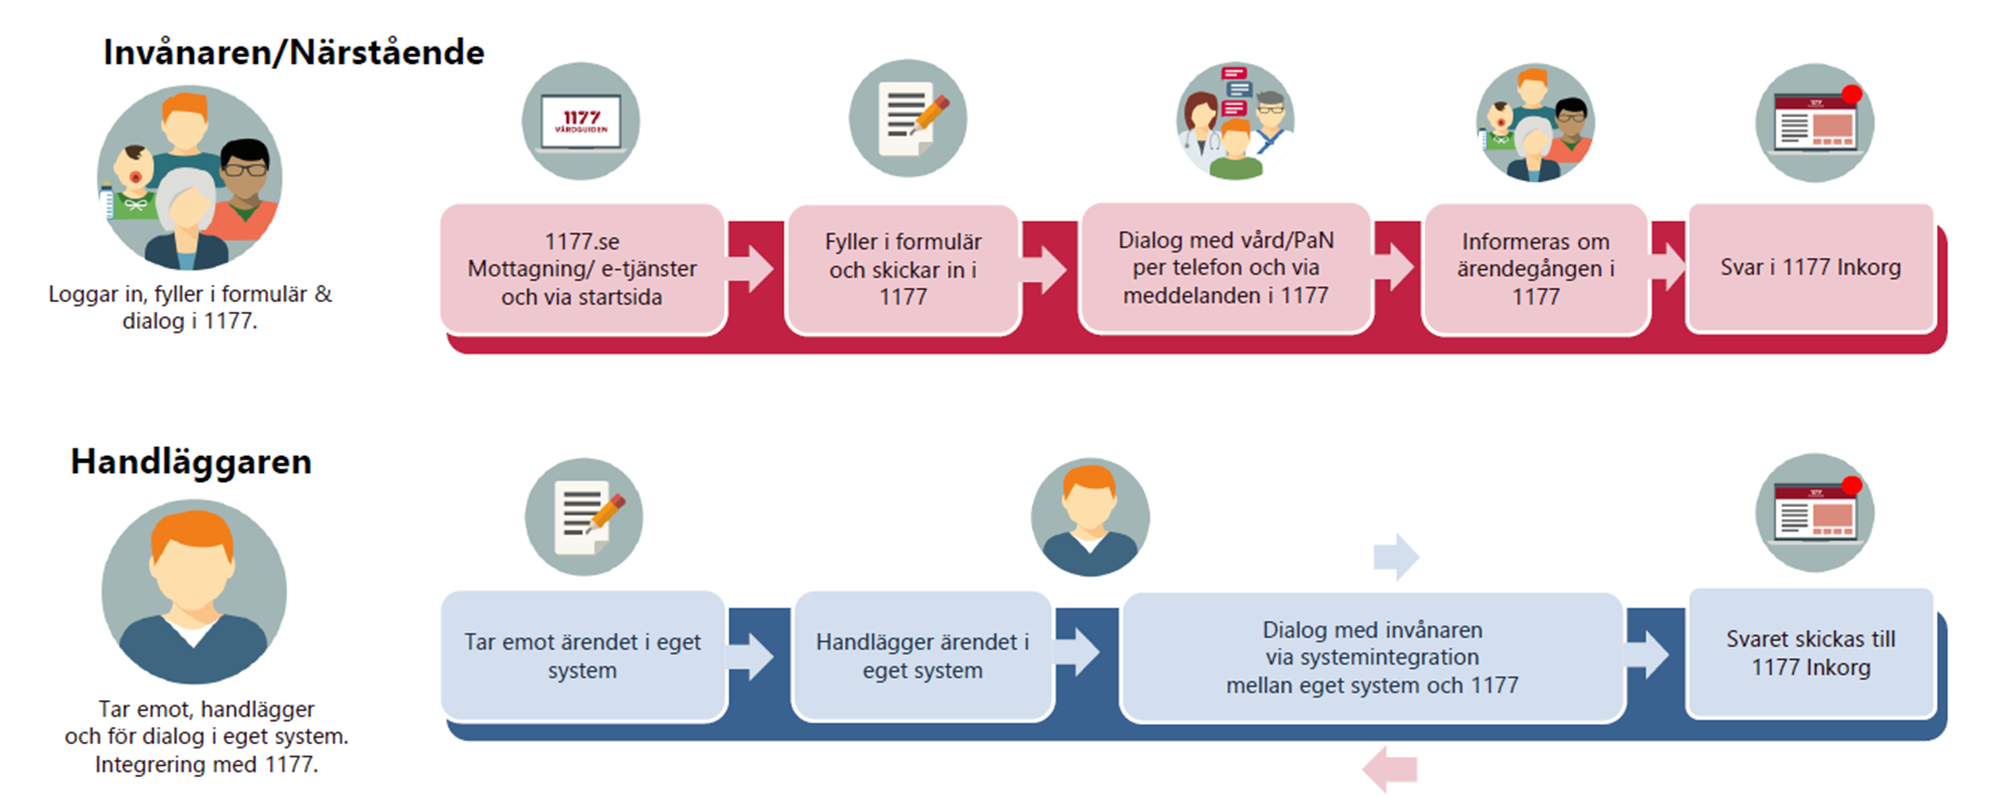 Invånaren/Närstående
Loggar in, fyller i formulär &
dialog i 1177.
1177
VÅRDGUIDEN
1177.se
Mottagning/ e-tjänster
och via startsida
Fyller i formulär
och skickar in i
1177
Dialog med vård/PaN
per telefon och via
meddelanden i 1177
Informeras om
ärendegången i
1177
1177
Svar i 1177 Inkorg
Handläggaren
Tar emot, handlägger
och för dialog i eget system.
Integrering med 1177.
Tar emot ärendet i eget
system
Handlägger ärendet i
eget system
Dialog med invånaren
via systemintegration
mellan eget system och 1177
1177
Svaret skickas till
1177 Inkorg